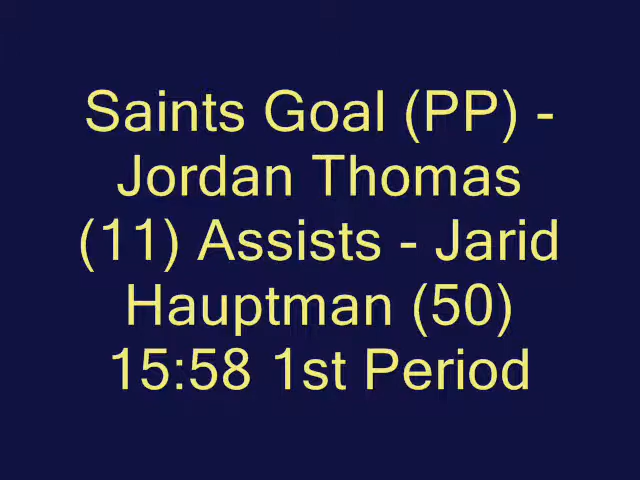 Saints Goal (PP) -
Jordan Thomas
(11) Assists - Jarid
Hauptman (50)
15:58 1st Period